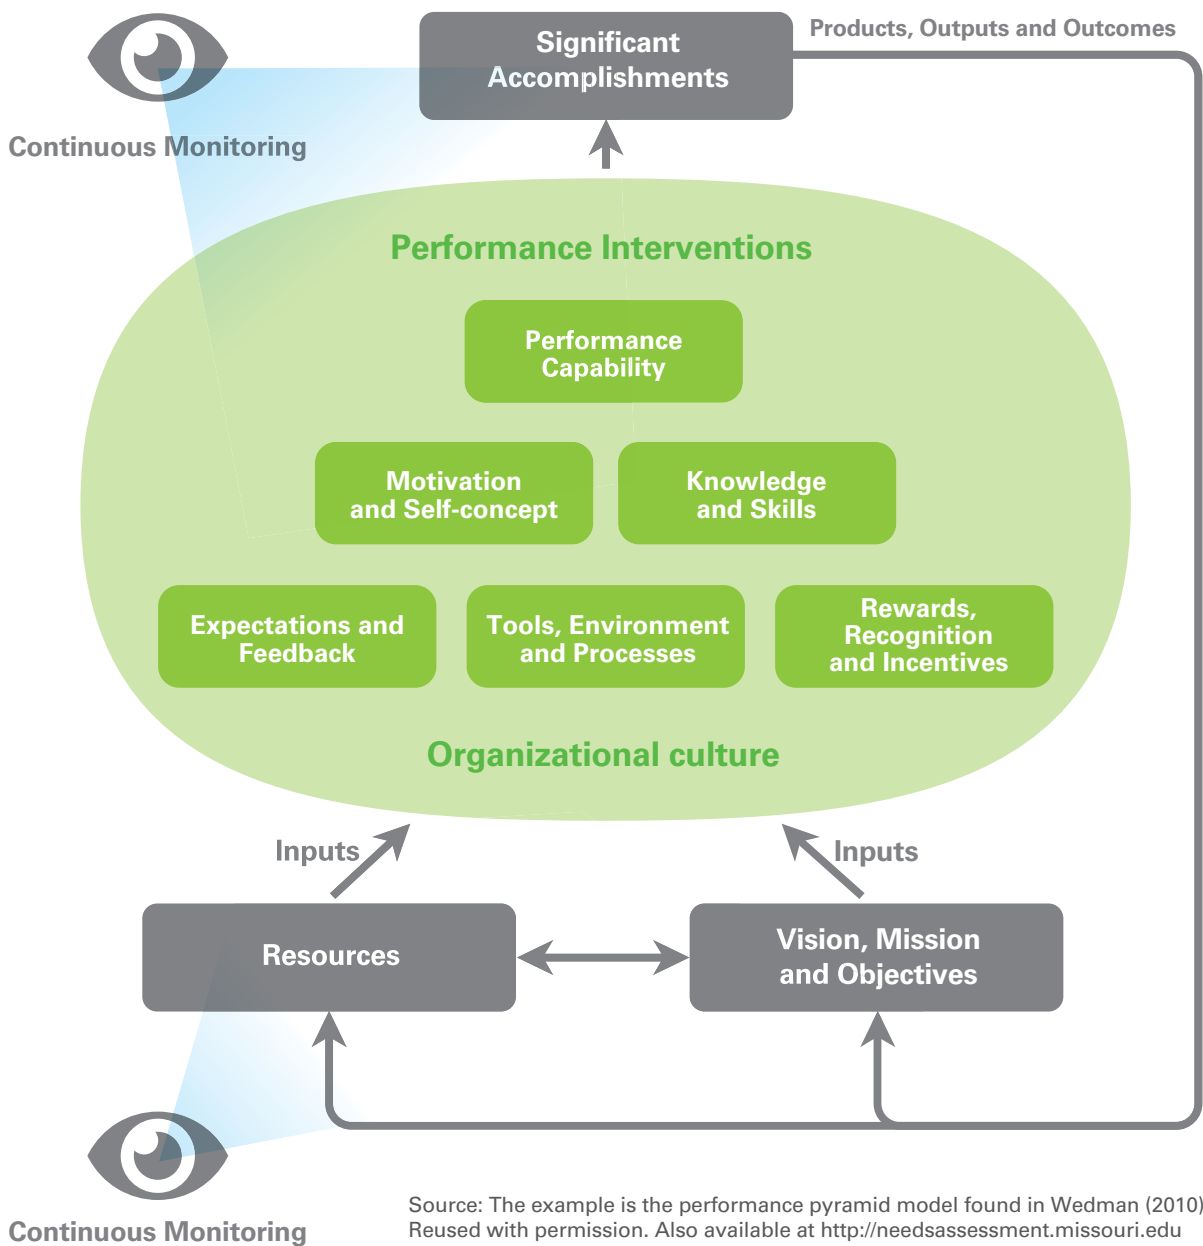 Products, Outputs and Outcomes
Significant
Accomplishments
Continuous Monitoring
Performance Interventions
Performance
Capability
Motivation
and Self-concept
Knowledge
and Skills
Expectations and
Feedback
Tools, Environment
and Processes
Rewards,
Recognition
and Incentives
Organizational culture
Inputs
Inputs
Resources
Vision, Mission
and Objectives
Continuous Monitoring
Source: The example is the performance pyramid model found in Wedman (2010)
Reused with permission. Also available at http://needsassessment.missouri.edu